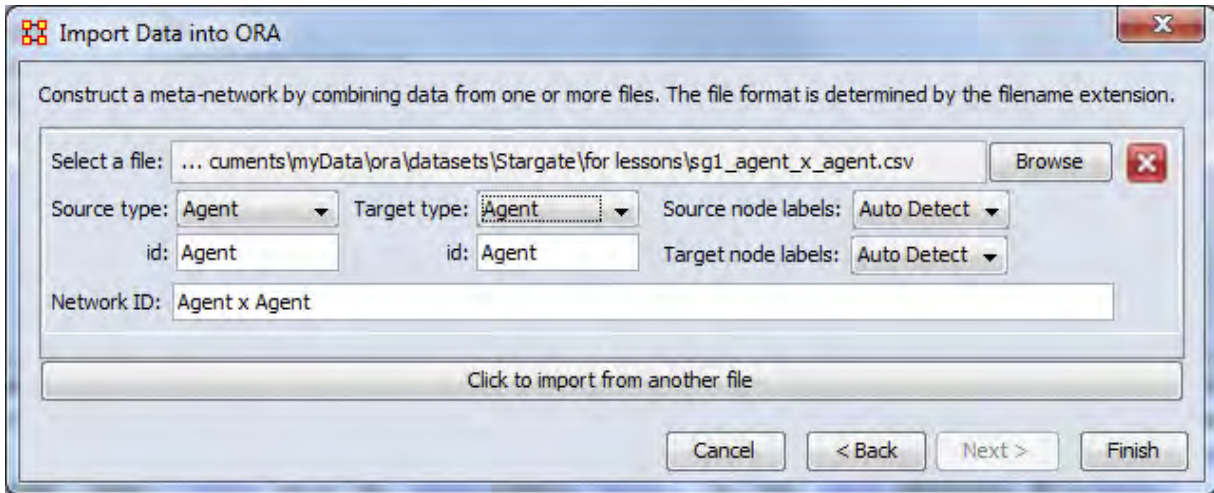 Import Data into ORA
Construct a meta-network by combining data from one or more files. The file format is determined by the filename extension.
Select a file: ... cuments\myData\ora\datasets\Stargate\for lessons\sg1_agent_x_agent.csv Browse
Source type: Agent Target type: Agent Source node labels: Auto Detect
id: Agent id: Agent Target node labels: Auto Detect
Network ID: Agent x Agent
Click to import from another file
Cancel < Back Next > Finish